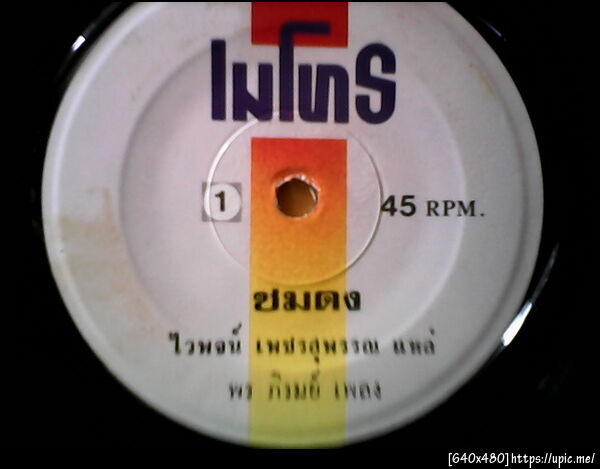 เมโทร
1
45 RPM.
ชมดง
ไวพจน์ เพชรสุพรรณ แหล่
พร ภิรมย์ เพลง
[640x480]https://upic.me/